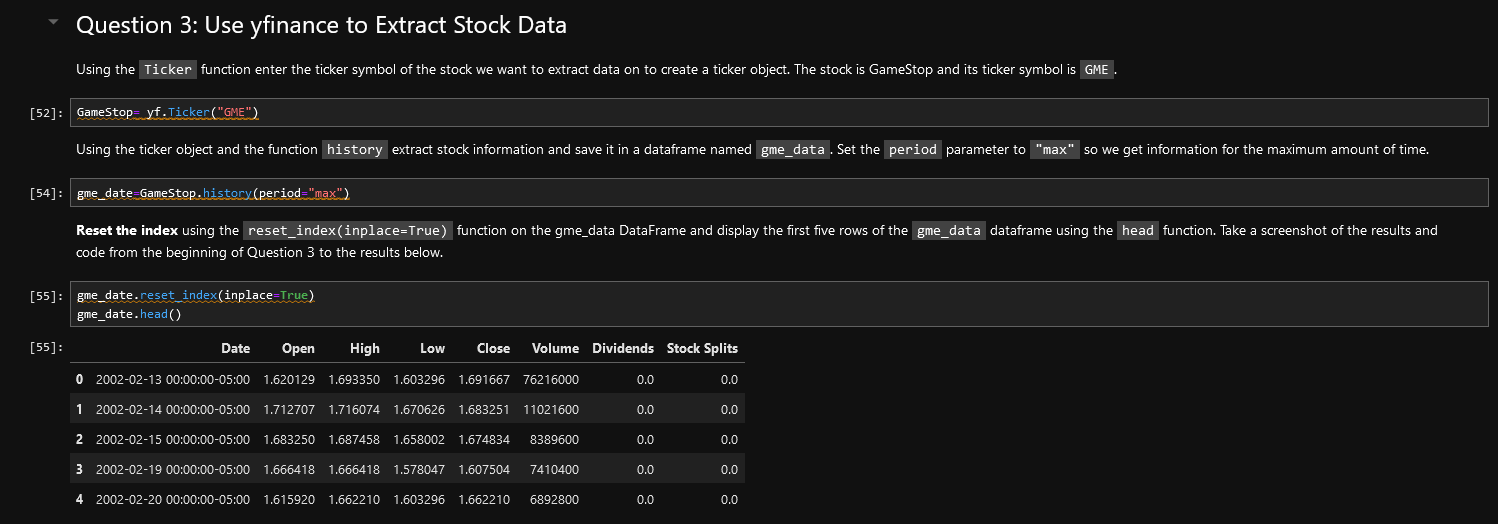 Question 3: Use yfinance to Extract Stock Data
Using the Ticker function enter the ticker symbol of the stock we want to extract data on to create a ticker object. The stock is GameStop and its ticker symbol is GME .
[52]: GameStop= yf.Ticker("GME")
Using the ticker object and the function history extract stock information and save it in a dataframe named gme_data . Set the period parameter to "max" so we get information for the maximum amount of time.
[54]: gme_date=GameStop.history(period="max")
Reset the index using the reset_index(inplace=True) function on the gme_data DataFrame and display the first five rows of the gme_data dataframe using the head function. Take a screenshot of the results and
code from the beginning of Question 3 to the results below.
[55]: gme_date.reset_index(inplace=True)
gme_date.head()
[55]: Date Open High Low Close Volume Dividends Stock Splits
0 2002-02-13 00:00:00-05:00 1.620129 1.693350 1.603296 1.691667 76216000 0.0 0.0
1 2002-02-14 00:00:00-05:00 1.712707 1.716074 1.670626 1.683251 11021600 0.0 0.0
2 2002-02-15 00:00:00-05:00 1.683250 1.687458 1.658002 1.674834 8389600 0.0 0.0
3 2002-02-19 00:00:00-05:00 1.666418 1.666418 1.578047 1.607504 7410400 0.0 0.0
4 2002-02-20 00:00:00-05:00 1.615920 1.662210 1.603296 1.662210 6892800 0.0 0.0